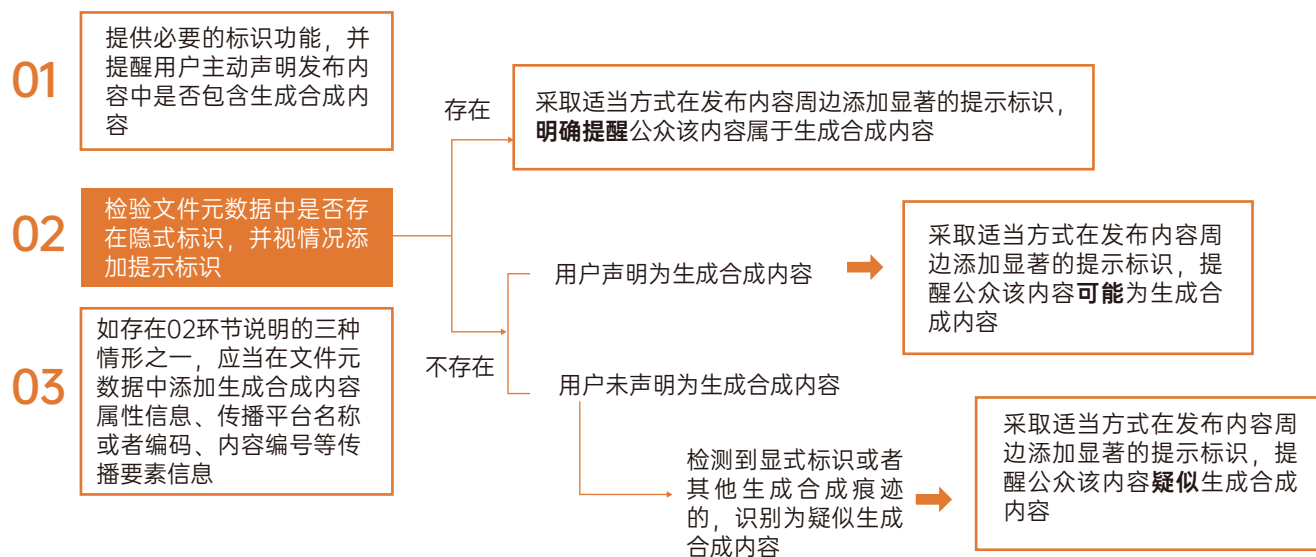 01
提供必要的标识功能，并
提醒用户主动声明发布内
容中是否包含生成合成内
容
02
检验文件元数据中是否存
在隐式标识，并视情况添
加提示标识
03
如存在02环节说明的三种
情形之一，应当在文件元
数据中添加生成合成内容
属性信息、传播平台名称
或者编码、内容编号等传
播要素信息
存在
采取适当方式在发布内容周边添加显著的提示标识，
明确提醒公众该内容属于生成合成内容
不存在
用户声明为生成合成内容
采取适当方式在发布内容周
边添加显著的提示标识，提
醒公众该内容可能为生成合
成内容
用户未声明为生成合成内容
检测到显式标识或者
其他生成合成痕迹
的，识别为疑似生成
合成内容
采取适当方式在发布内容周
边添加显著的提示标识，提
醒公众该内容疑似生成合成
内容